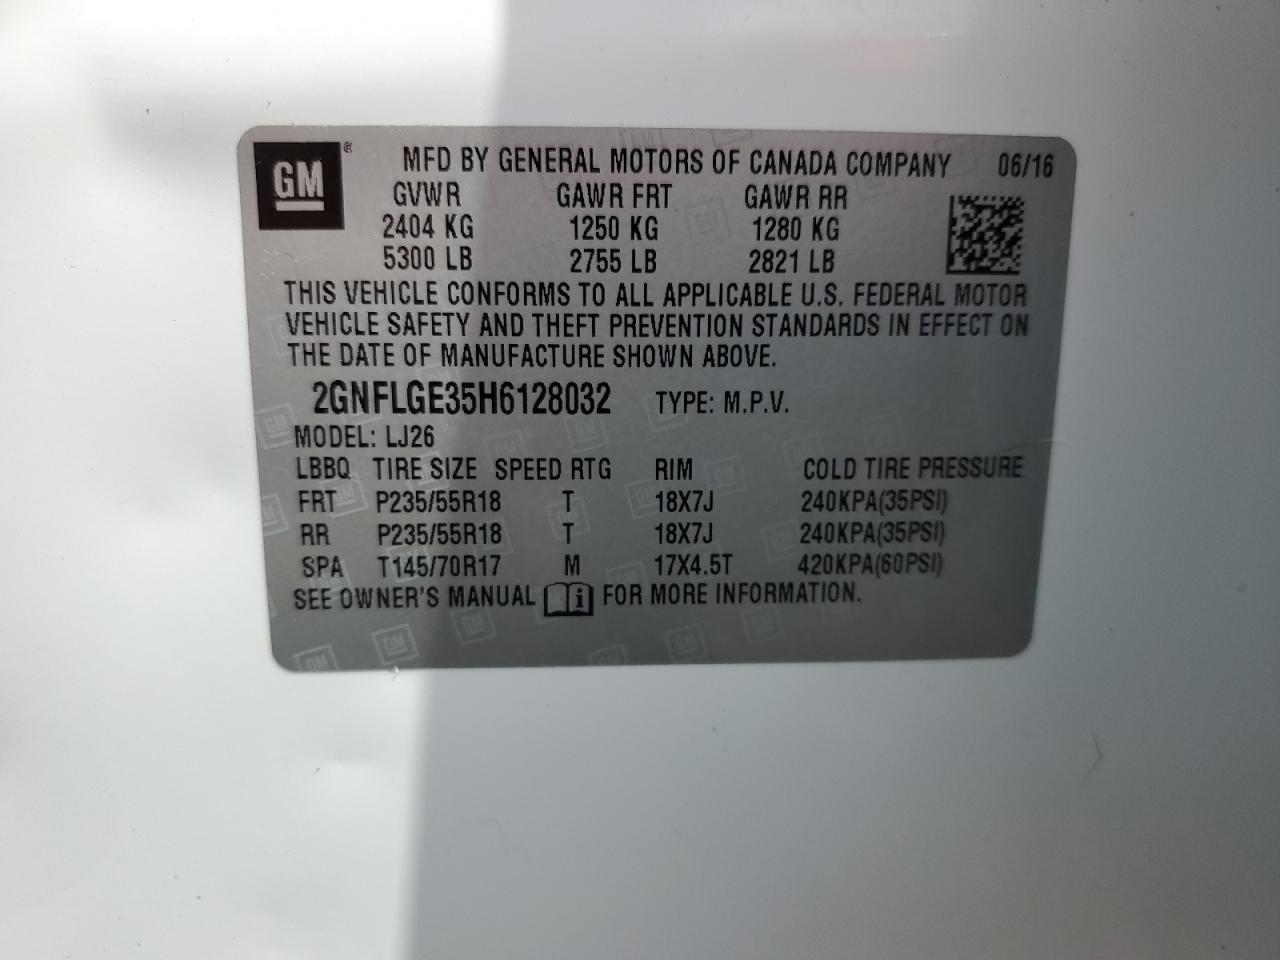 GM ® MFD BY GENERAL MOTORS OF CANADA COMPANY 06/16
GVWR GAWR FRT GAWR RR
2404 KG 1250 KG 1280 KG
5300 LB 2755 LB 2821 LB
THIS VEHICLE CONFORMS TO ALL APPLICABLE U.S. FEDERAL MOTOR
VEHICLE SAFETY AND THEFT PREVENTION STANDARDS IN EFFECT ON
THE DATE OF MANUFACTURE SHOWN ABOVE.
2GNFLGE35H6128032 TYPE: M.P.V.
MODEL: LJ26
LBBQ TIRE SIZE SPEED RTG RIM COLD TIRE PRESSURE
FRT P235/55R18 T 18X7J 240KPA(35PSI)
RR P235/55R18 T 18X7J 240KPA(35PSI)
SPA T145/70R17 M 17X4.5T 420KPA(60PSI)
SEE OWNER'S MANUAL i FOR MORE INFORMATION.